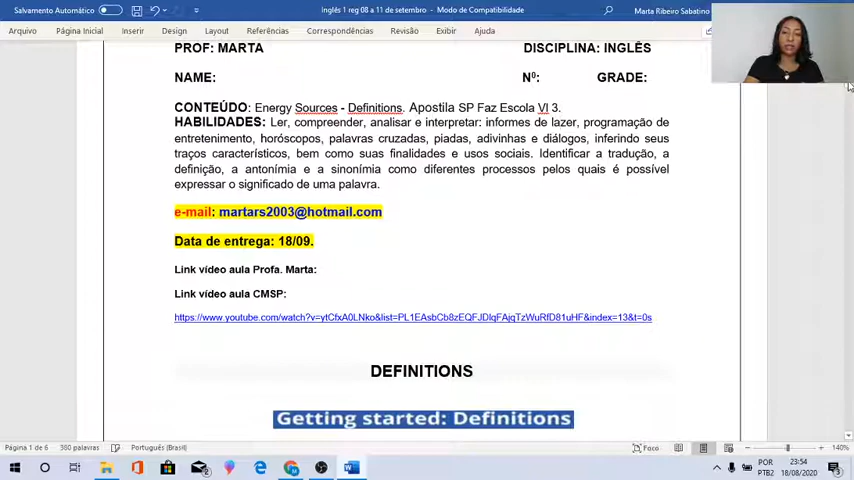 Salvamento Automático
Inglês 1 reg 08 a 11 de setembro - Modo de Compatibilidade
Marta Ribeiro Sabatino
Arquivo Página Inicial Inserir Design Layout Referências Correspondências Revisão Exibir Ajuda
PROF: MARTA DISCIPLINA: INGLÊS
NAME: N⁰: GRADE:
CONTEÚDO: Energy Sources - Definitions. Apostila SP Faz Escola Vl 3.
HABILIDADES: Ler, compreender, analisar e interpretar: informes de lazer, programação de
entretenimento, horóscopos, palavras cruzadas, piadas, adivinhas e diálogos, inferindo seus
traços característicos, bem como suas finalidades e usos sociais. Identificar a tradução, a
definição, a antonímia e a sinonímia como diferentes processos pelos quais é possível
expressar o significado de uma palavra.
e-mail: martars2003@hotmail.com
Data de entrega: 18/09.
Link vídeo aula Profa. Marta:
Link vídeo aula CMSP:
https://www.youtube.com/watch?v=ytCfxA0LNko&list=PL1EAsbCb8zEQFJDlqFAjqTzWuRfD81uHF&index=13&t=0s
DEFINITIONS
Getting started: Definitions
Página 1 de 6 380 palavras Português (Brasil) Foco 140%
POR 23:54
PTB2 18/08/2020